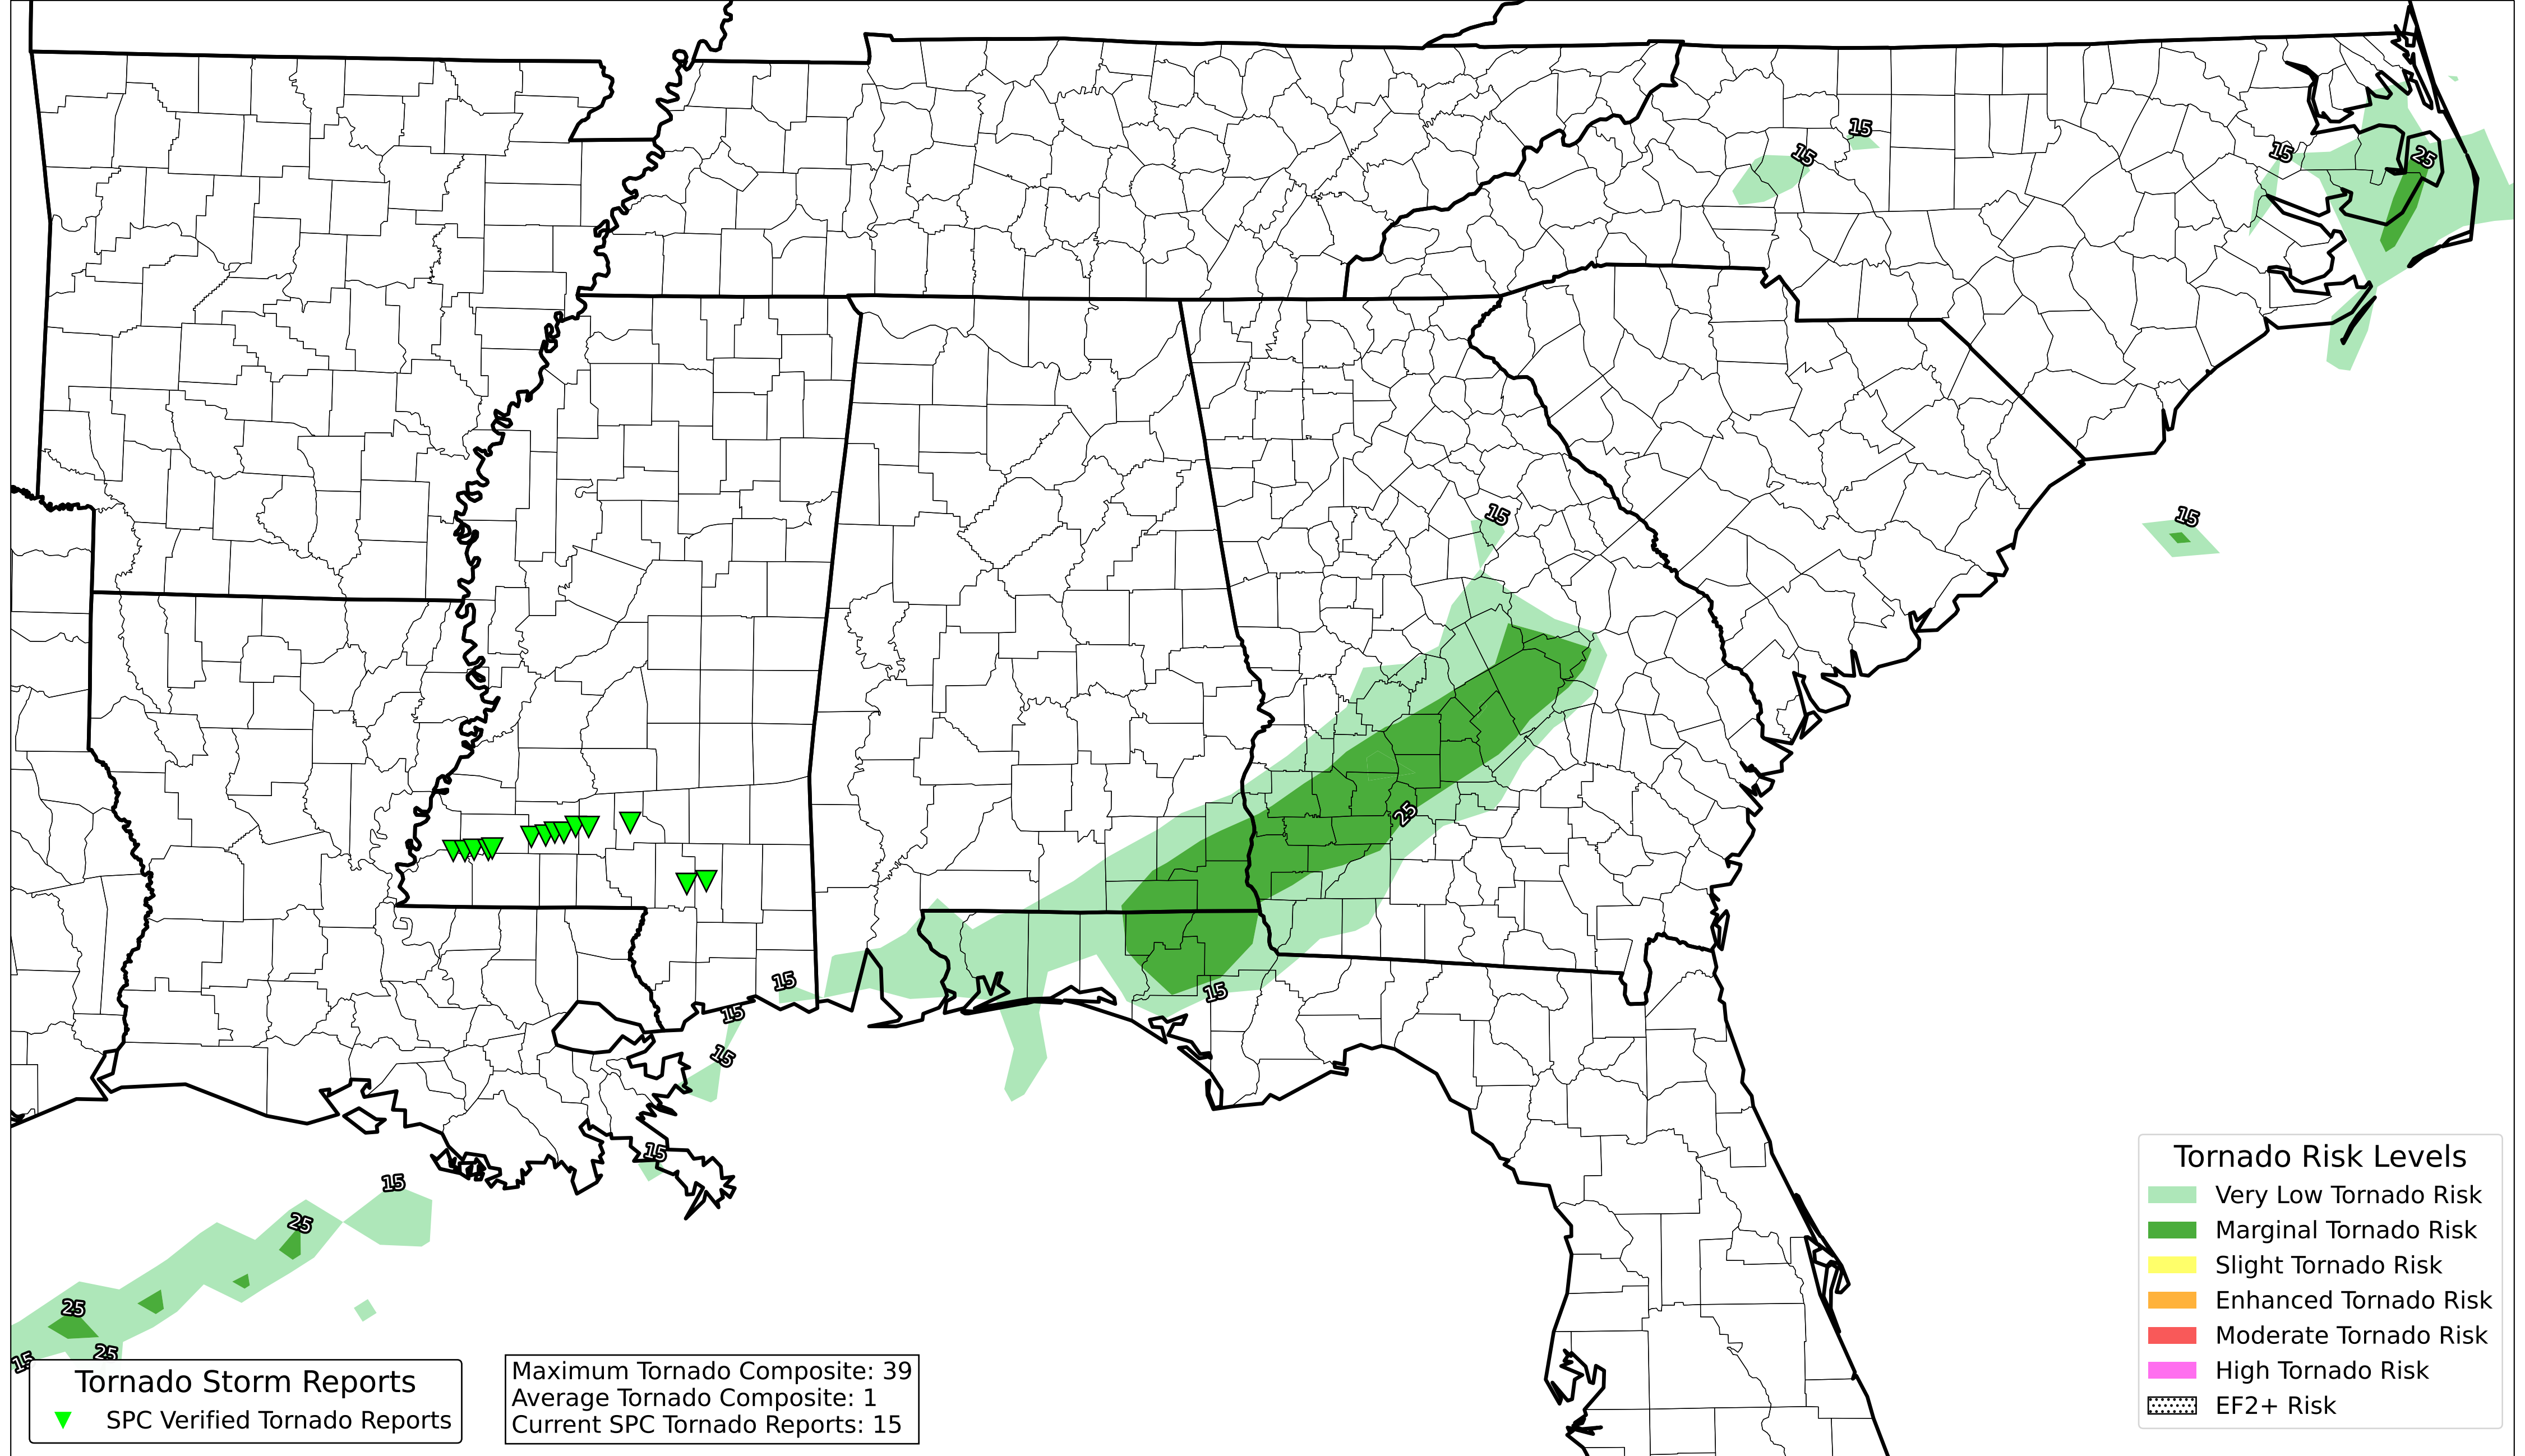 15
15
15
25
15
15
25
15
15
15
15
15
15
25
25
25
15
Tornado Risk Levels
Very Low Tornado Risk
Marginal Tornado Risk
Slight Tornado Risk
Enhanced Tornado Risk
Moderate Tornado Risk
High Tornado Risk
EF2+ Risk
Tornado Storm Reports
SPC Verified Tornado Reports
Maximum Tornado Composite: 39
Average Tornado Composite: 1
Current SPC Tornado Reports: 15